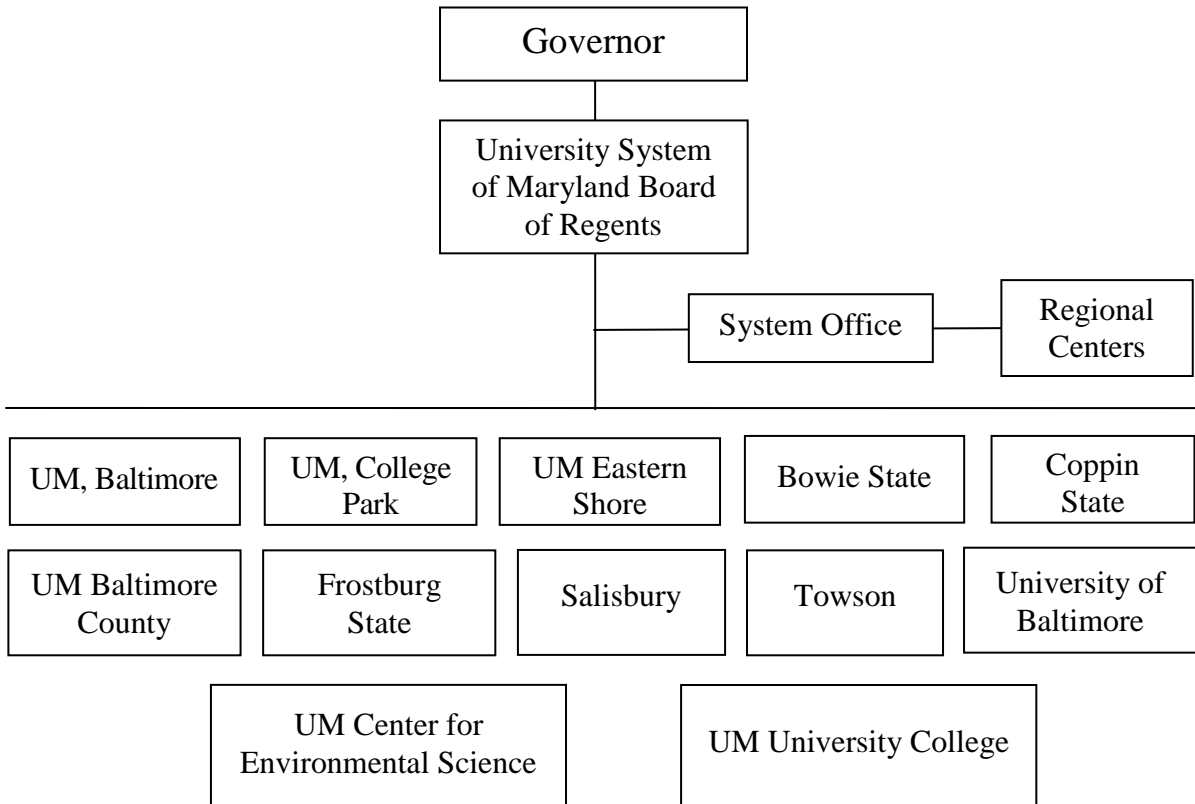 Governor
University System
of Maryland Board
of Regents
System Office
Regional
Centers
UM, Baltimore
UM, College
Park
UM Eastern
Shore
Bowie State
Coppin
State
UM Baltimore
County
Frostburg
State
Salisbury
Towson
University of
Baltimore
UM Center for
Environmental Science
UM University College